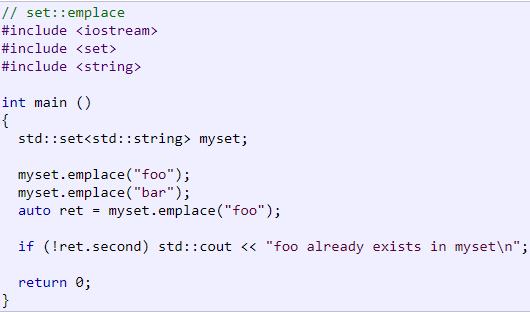 // set::emplace
#include <iostream>
#include <set>
#include <string>

int main ()
{
  std::set<std::string> myset;

  myset.emplace("foo");
  myset.emplace("bar");
  auto ret = myset.emplace("foo");

  if (!ret.second) std::cout << "foo already exists in myset\n";

  return 0;
}